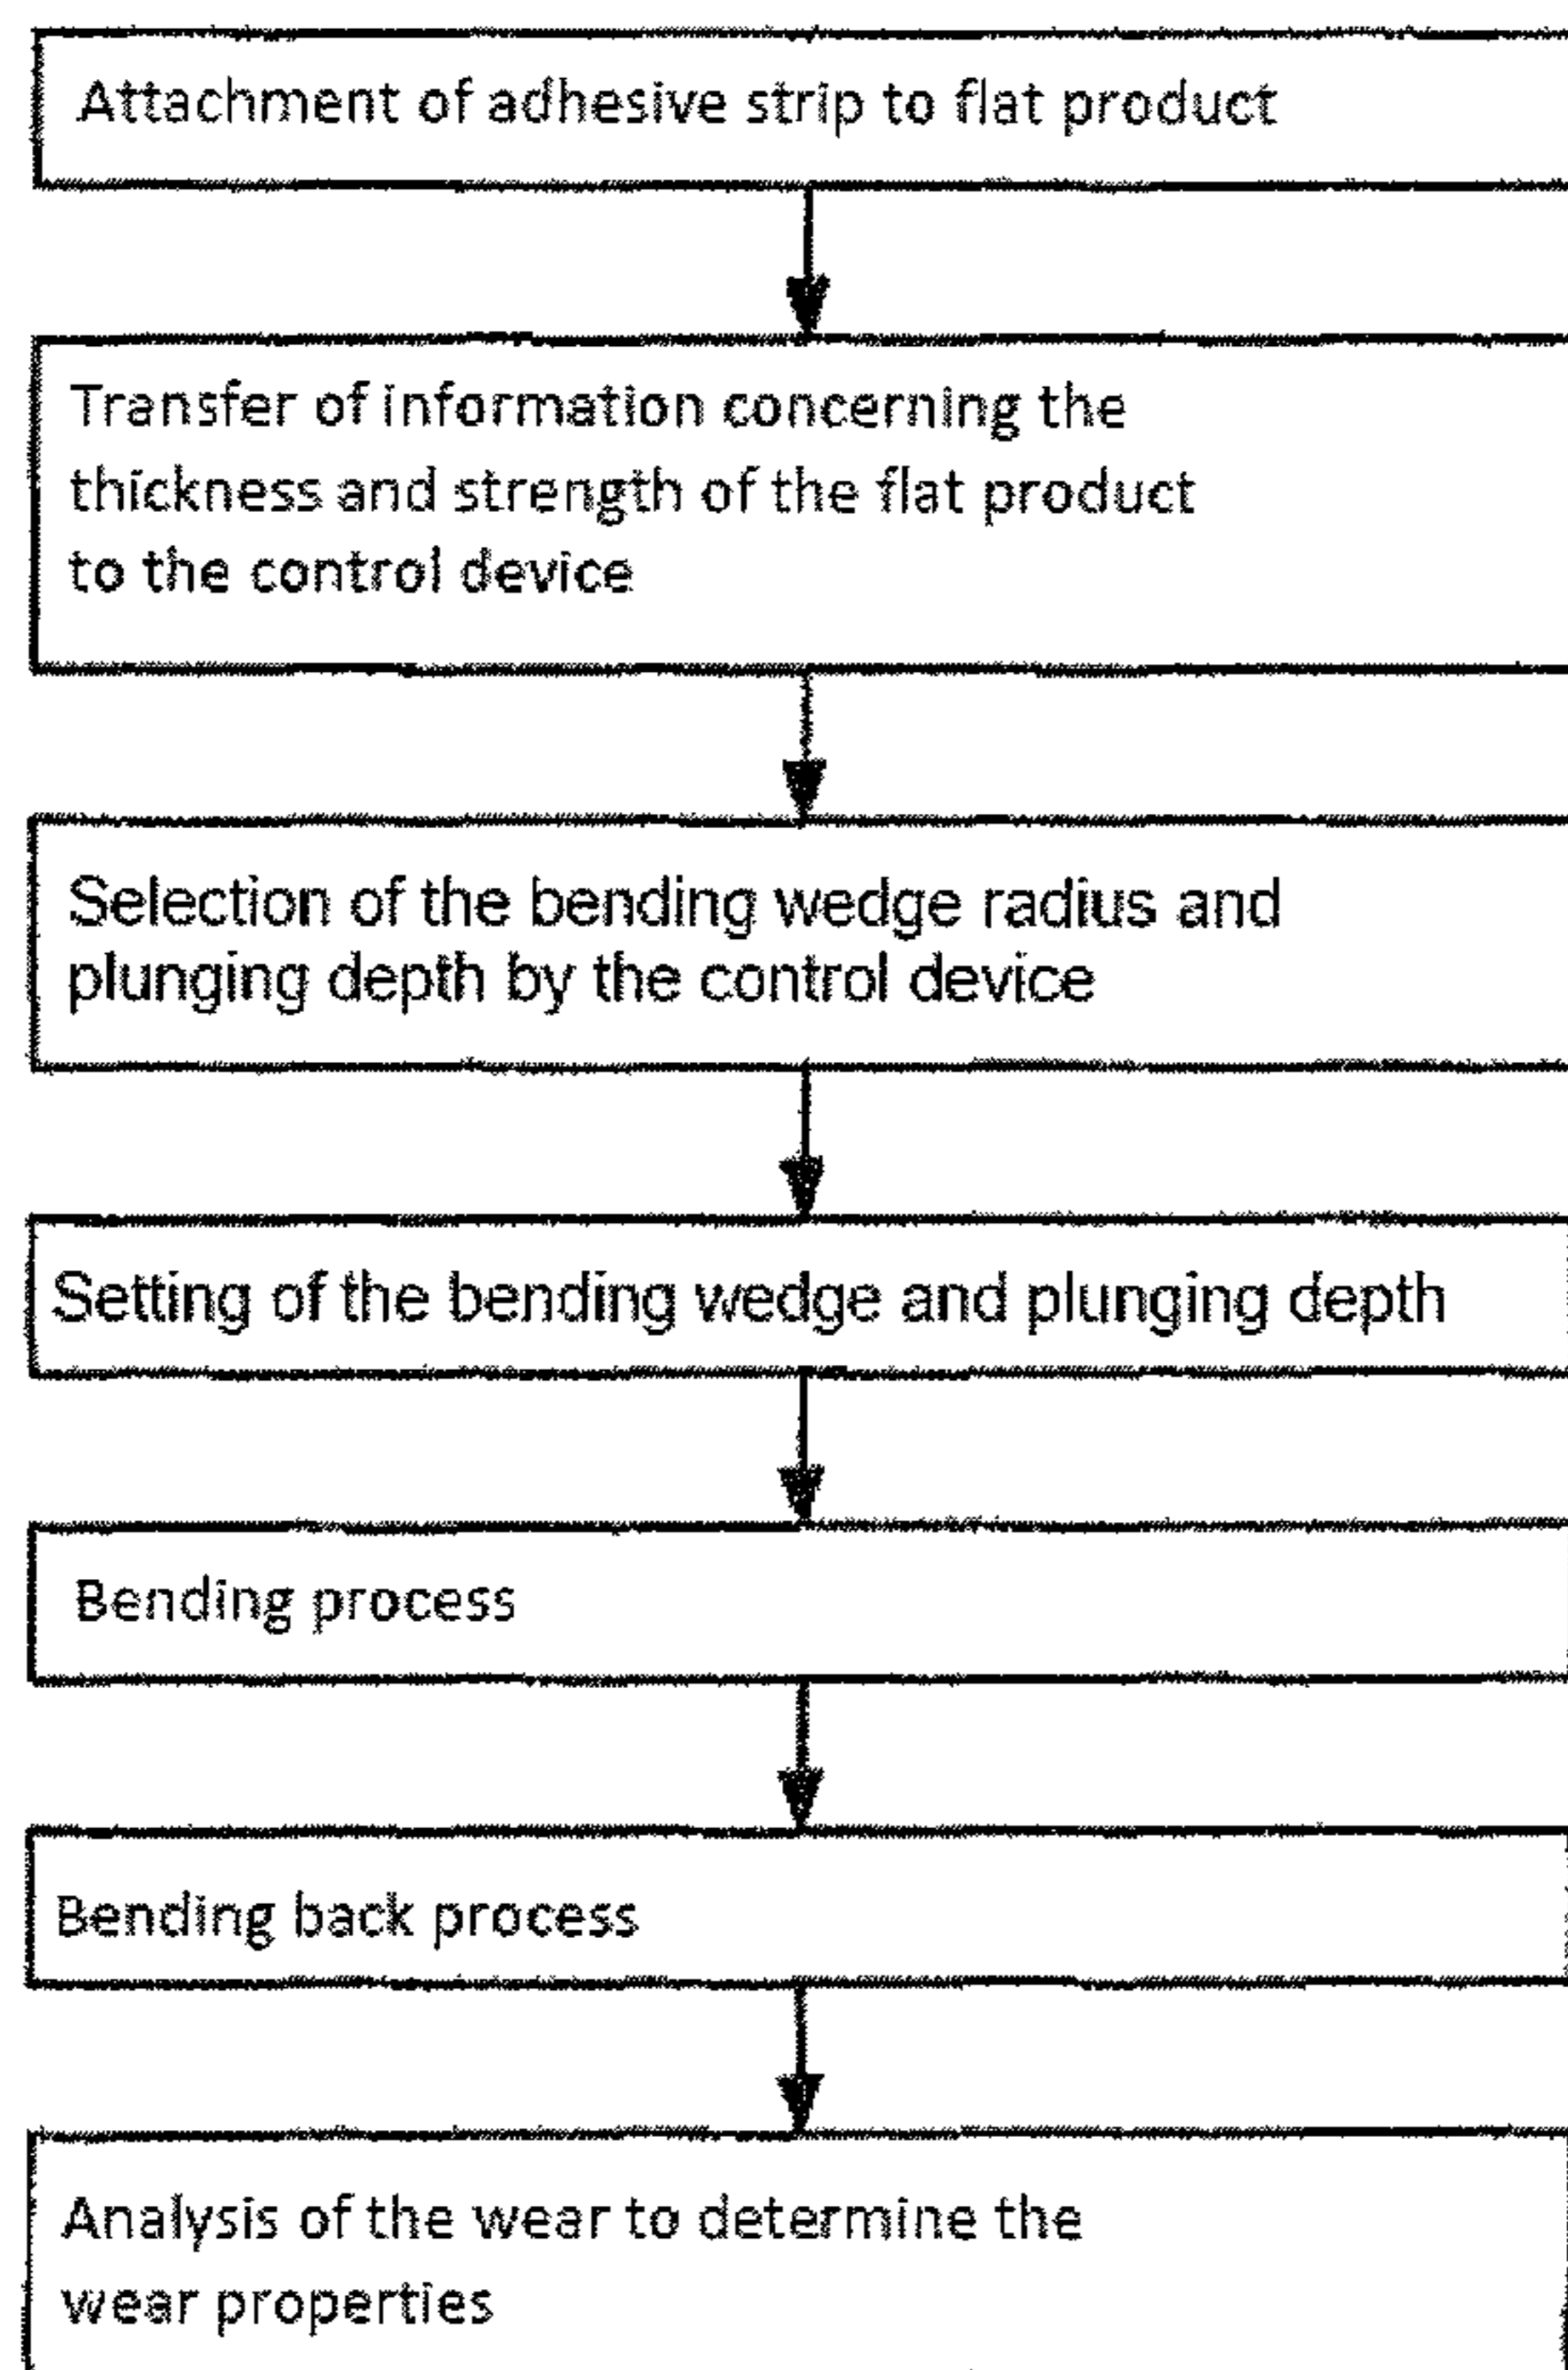 Attachment of adhesive strip to flat product
Transfer of information concerning the
thickness and strength of the flat product
to the control device
Selection of the bending wedge radius and
plunging depth by the control device
Setting of the bending wedge and plunging depth
Bending process
Bending back process
Analysis of the wear to determine the
wear properties